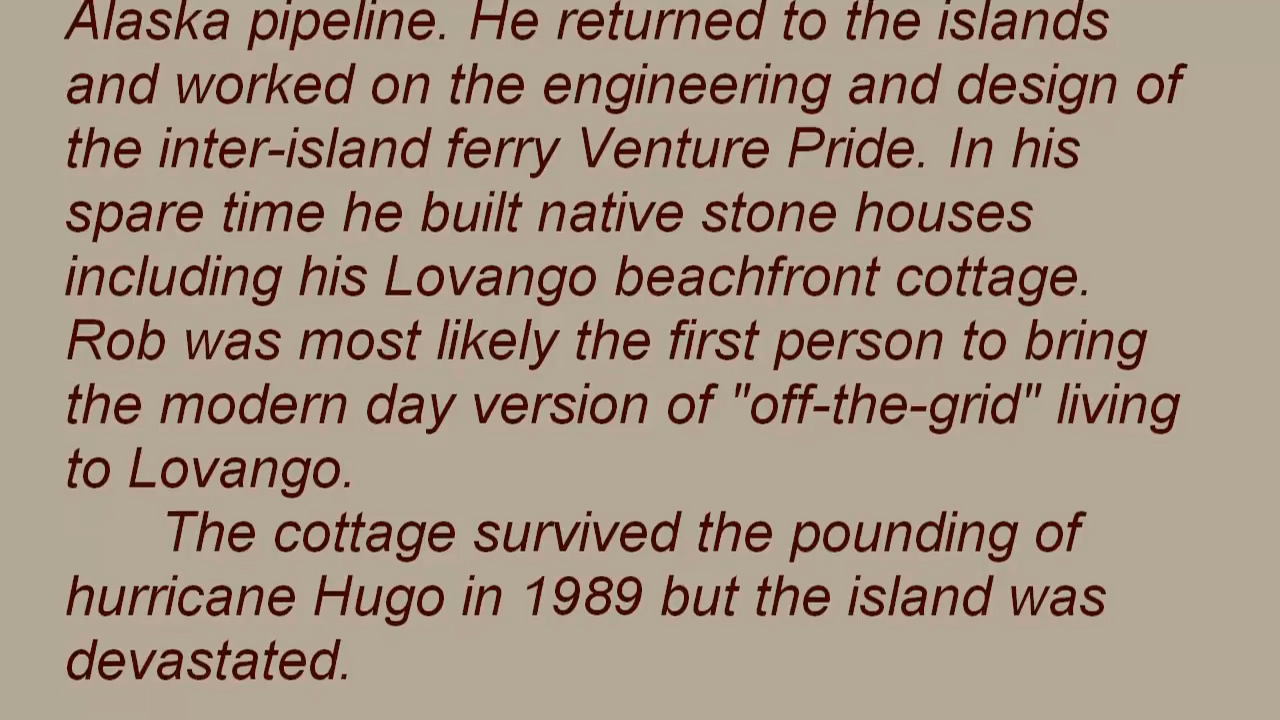 Alaska pipeline. He returned to the islands
and worked on the engineering and design of
the inter-island ferry Venture Pride. In his
spare time he built native stone houses
including his Lovango beachfront cottage.
Rob was most likely the first person to bring
the modern day version of "off-the-grid" living
to Lovango.
The cottage survived the pounding of
hurricane Hugo in 1989 but the island was
devastated.